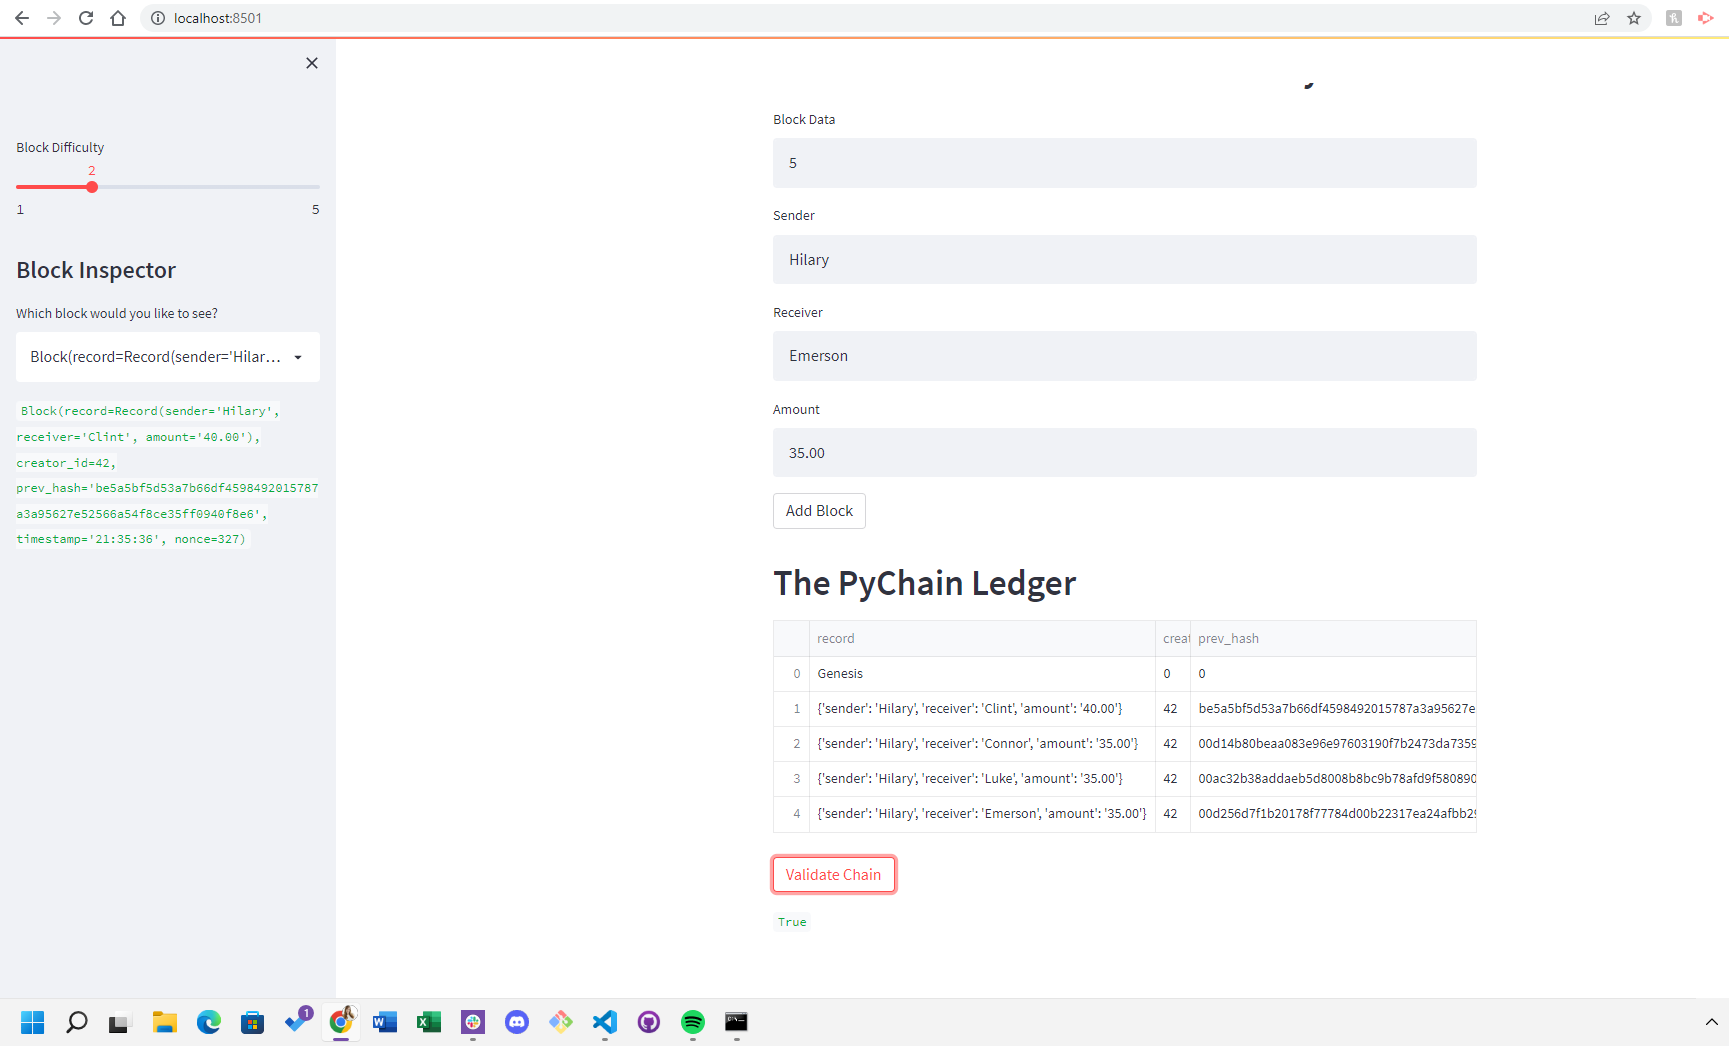 localhost:8501
Block Difficulty
2
1
5
Block Inspector
Which block would you like to see?
Block(record=Record(sender='Hilar...
Block(record=Record(sender='Hilary',
receiver='Clint', amount='40.00'),
creator_id=42,
prev_hash='be5a5bf5d53a7b66df4598492015787
a3a95627e52566a54f8ce35ff0940f8e6',
timestamp='21:35:36', nonce=327)
Block Data
5
Sender
Hilary
Receiver
Emerson
Amount
35.00
Add Block
The PyChain Ledger
record creat prev_hash
0 Genesis 0 0
1 {'sender': 'Hilary', 'receiver': 'Clint', 'amount': '40.00'} 42 be5a5bf5d53a7b66df4598492015787a3a95627e
2 {'sender': 'Hilary', 'receiver': 'Connor', 'amount': '35.00'} 42 00d14b80beaa083e96e97603190f7b2473da7359
3 {'sender': 'Hilary', 'receiver': 'Luke', 'amount': '35.00'} 42 00ac32b38addaeb5d8008b8bc9b78afd9f580890
4 {'sender': 'Hilary', 'receiver': 'Emerson', 'amount': '35.00'} 42 00d256d7f1b20178f77784d00b22317ea24afbb29
Validate Chain
True
1